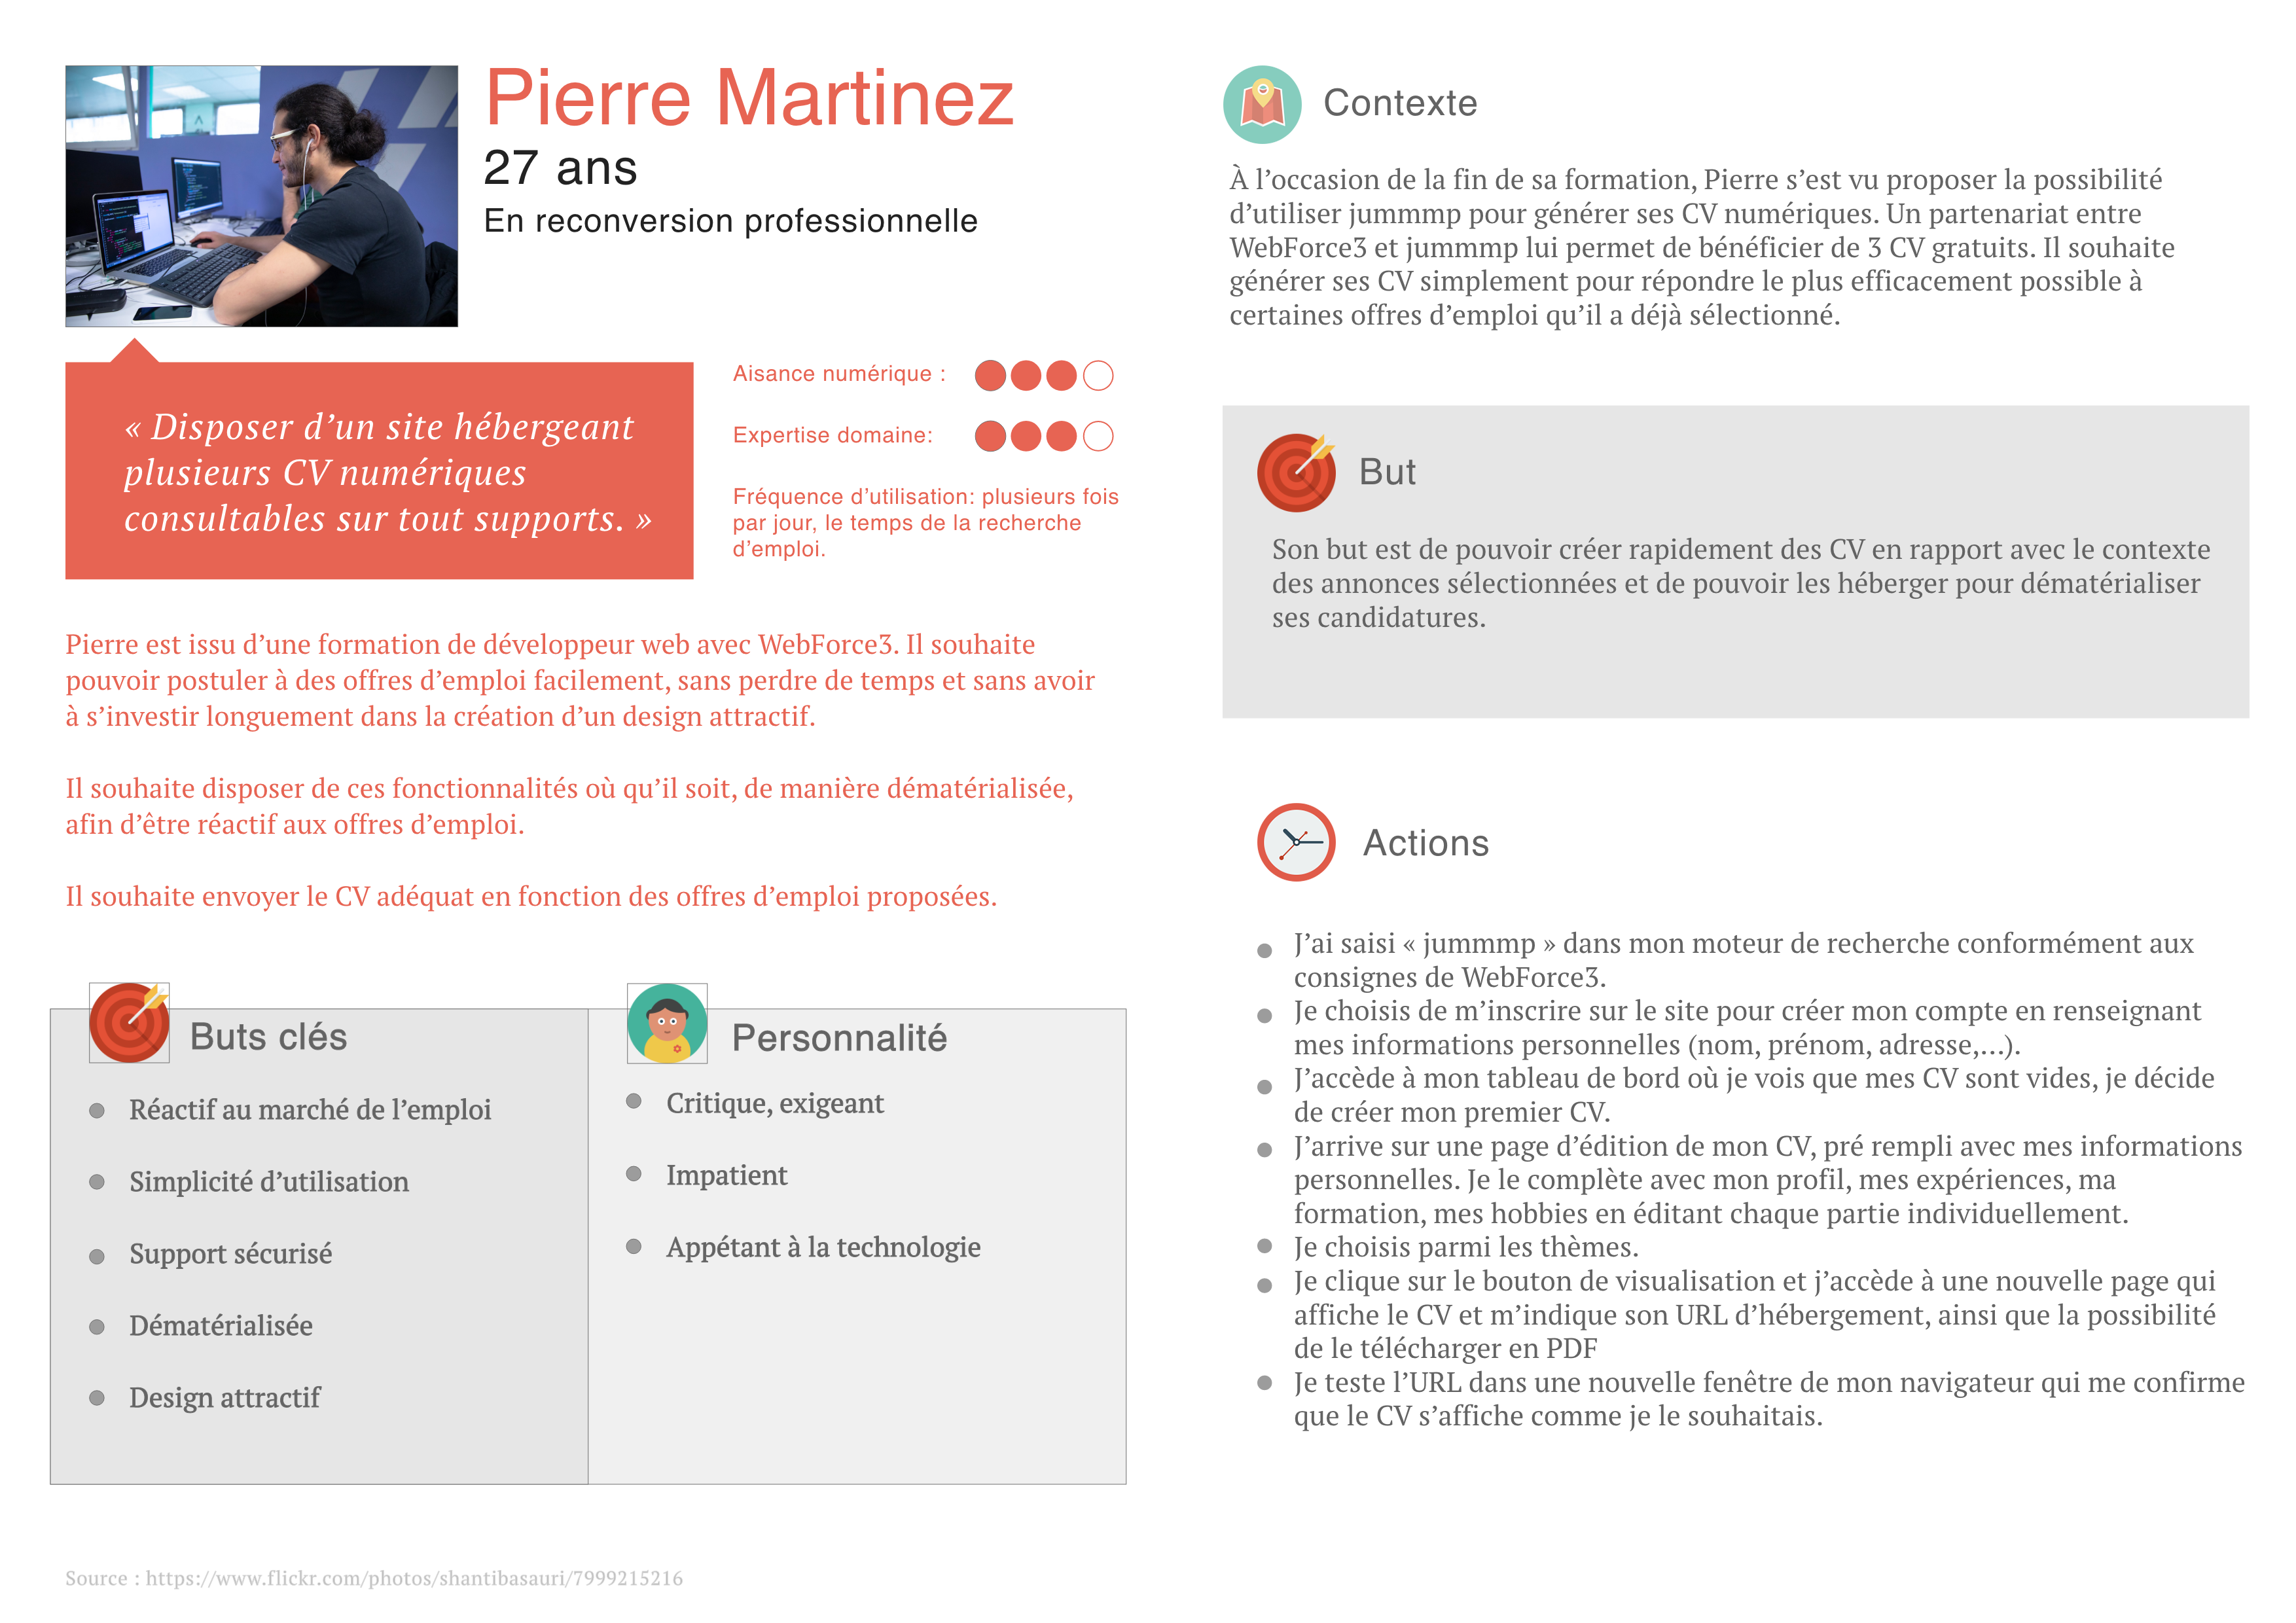 Pierre Martinez
27 ans
En reconversion professionnelle
« Disposer d’un site hébergeant
plusieurs CV numériques
consultables sur tout supports. »
Aisance numérique :
Expertise domaine:
Fréquence d’utilisation: plusieurs fois
par jour, le temps de la recherche
d’emploi.
Pierre est issu d’une formation de développeur web avec WebForce3. Il souhaite
pouvoir postuler à des offres d’emploi facilement, sans perdre de temps et sans avoir
à s’investir longuement dans la création d’un design attractif.
Il souhaite disposer de ces fonctionnalités où qu’il soit, de manière dématérialisée,
afin d’être réactif aux offres d’emploi.
Il souhaite envoyer le CV adéquat en fonction des offres d’emploi proposées.
Buts clés
Réactif au marché de l’emploi
Simplicité d’utilisation
Support sécurisé
Dématérialisée
Design attractif
Personnalité
Critique, exigeant
Impatient
Appétant à la technologie
Source : https://www.flickr.com/photos/shantibasauri/7999215216
Contexte
À l’occasion de la fin de sa formation, Pierre s’est vu proposer la possibilité
d’utiliser jummmp pour générer ses CV numériques. Un partenariat entre
WebForce3 et jummmp lui permet de bénéficier de 3 CV gratuits. Il souhaite
générer ses CV simplement pour répondre le plus efficacement possible à
certaines offres d’emploi qu’il a déjà sélectionné.
But
Son but est de pouvoir créer rapidement des CV en rapport avec le contexte
des annonces sélectionnées et de pouvoir les héberger pour dématérialiser
ses candidatures.
Actions
J’ai saisi « jummmp » dans mon moteur de recherche conformément aux
consignes de WebForce3.
Je choisis de m’inscrire sur le site pour créer mon compte en renseignant
mes informations personnelles (nom, prénom, adresse,…).
J’accède à mon tableau de bord où je vois que mes CV sont vides, je décide
de créer mon premier CV.
J’arrive sur une page d’édition de mon CV, pré rempli avec mes informations
personnelles. Je le complète avec mon profil, mes expériences, ma
formation, mes hobbies en éditant chaque partie individuellement.
Je choisis parmi les thèmes.
Je clique sur le bouton de visualisation et j’accède à une nouvelle page qui
affiche le CV et m’indique son URL d’hébergement, ainsi que la possibilité
de le télécharger en PDF
Je teste l’URL dans une nouvelle fenêtre de mon navigateur qui me confirme
que le CV s’affiche comme je le souhaitais.